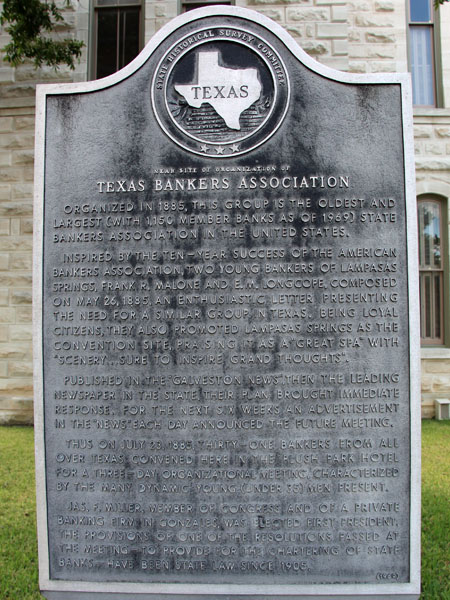 STATE HISTORICAL SURVEY COMMITTEE
TEXAS
NEAR SITE OF ORGANIZATION OF
TEXAS BANKERS ASSOCIATION
ORGANIZED IN 1885, THIS GROUP IS THE OLDEST AND
LARGEST (WITH 1,150 MEMBER BANKS AS OF 1969) STATE
BANKERS ASSOCIATION IN THE UNITED STATES.
INSPIRED BY THE TEN-YEAR SUCCESS OF THE AMERICAN
BANKERS ASSOCIATION, TWO YOUNG BANKERS OF LAMPASAS
SPRINGS, FRANK R. MALONE AND E. M. LONGCOPE, COMPOSED
ON MAY 26, 1885, AN ENTHUSIASTIC LETTER PRESENTING
THE NEED FOR A SIMILAR GROUP IN TEXAS. BEING LOYAL
CITIZENS, THEY ALSO PROMOTED LAMPASAS SPRINGS AS THE
CONVENTION SITE, PRAISING IT AS A "GREAT SPA" WITH
"SCENERY...SURE TO INSPIRE GRAND THOUGHTS".
PUBLISHED IN THE "GALVESTON NEWS", THEN THE LEADING
NEWSPAPER IN THE STATE, THEIR PLAN BROUGHT IMMEDIATE
RESPONSE. FOR THE NEXT SIX WEEKS AN ADVERTISEMENT
IN THE "NEWS" EACH DAY ANNOUNCED THE FUTURE MEETING.
THUS ON JULY 23, 1885, THIRTY-ONE BANKERS FROM ALL
OVER TEXAS CONVENED HERE IN THE PLUSH PARK HOTEL
FOR A THREE-DAY ORGANIZATIONAL MEETING, CHARACTERIZED
BY THE MANY DYNAMIC YOUNG (UNDER 35) MEN PRESENT.
JAS. F. MILLER, MEMBER OF CONGRESS AND OF A PRIVATE
BANKING FIRM IN GONZALES, WAS ELECTED FIRST PRESIDENT.
THE PROVISIONS OF ONE OF THE RESOLUTIONS PASSED AT
THE MEETING--TO PROVIDE FOR THE CHARTERING OF STATE
BANKS--HAVE BEEN STATE LAW SINCE 1905.